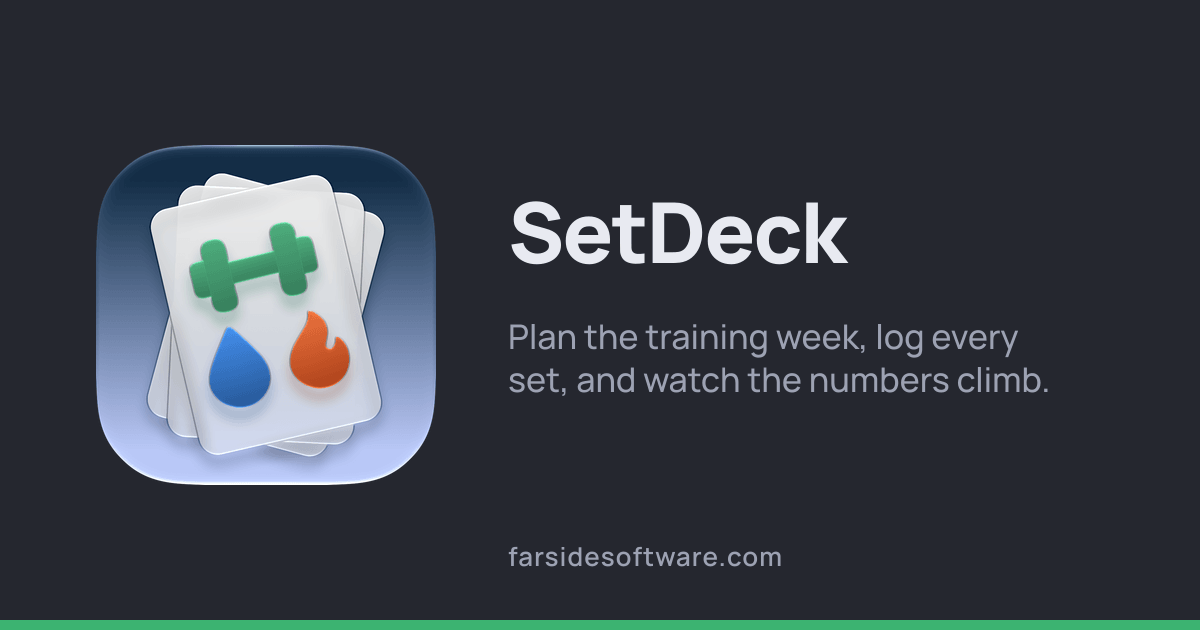 SetDeck
Plan the training week, log every
set, and watch the numbers climb.
farsidesoftware.com